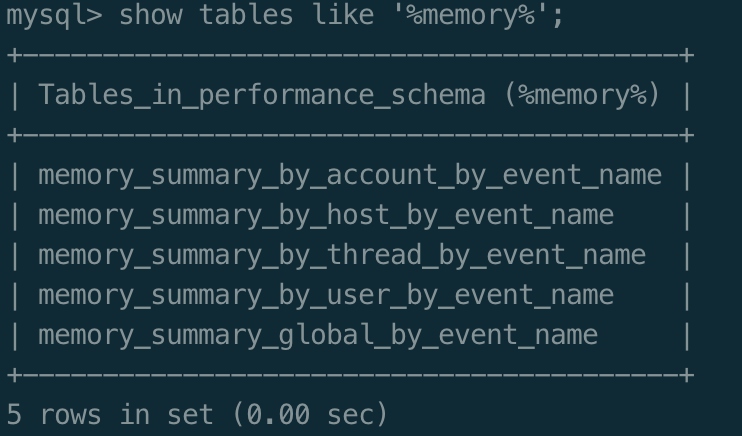 mysql> show tables like '%memory%';
+-----------------------------------------+
| Tables_in_performance_schema (%memory%) |
+-----------------------------------------+
| memory_summary_by_account_by_event_name |
| memory_summary_by_host_by_event_name    |
| memory_summary_by_thread_by_event_name  |
| memory_summary_by_user_by_event_name    |
| memory_summary_global_by_event_name     |
+-----------------------------------------+
5 rows in set (0.00 sec)